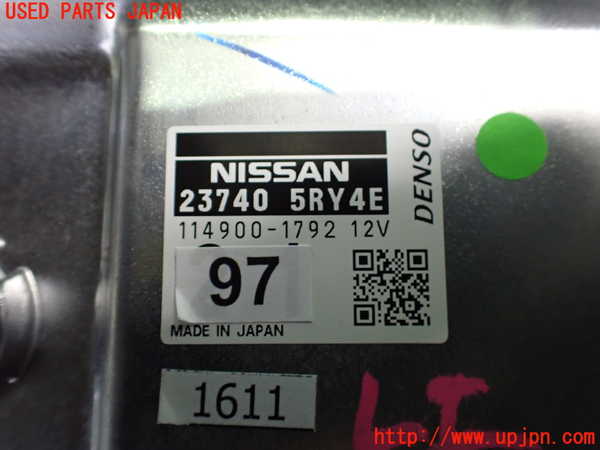 USED PARTS JAPAN
NISSAN
23740 5RY4E
DENSO
114900-1792 12V
97
MADE IN JAPAN
1611
http://www.upjpn.com/